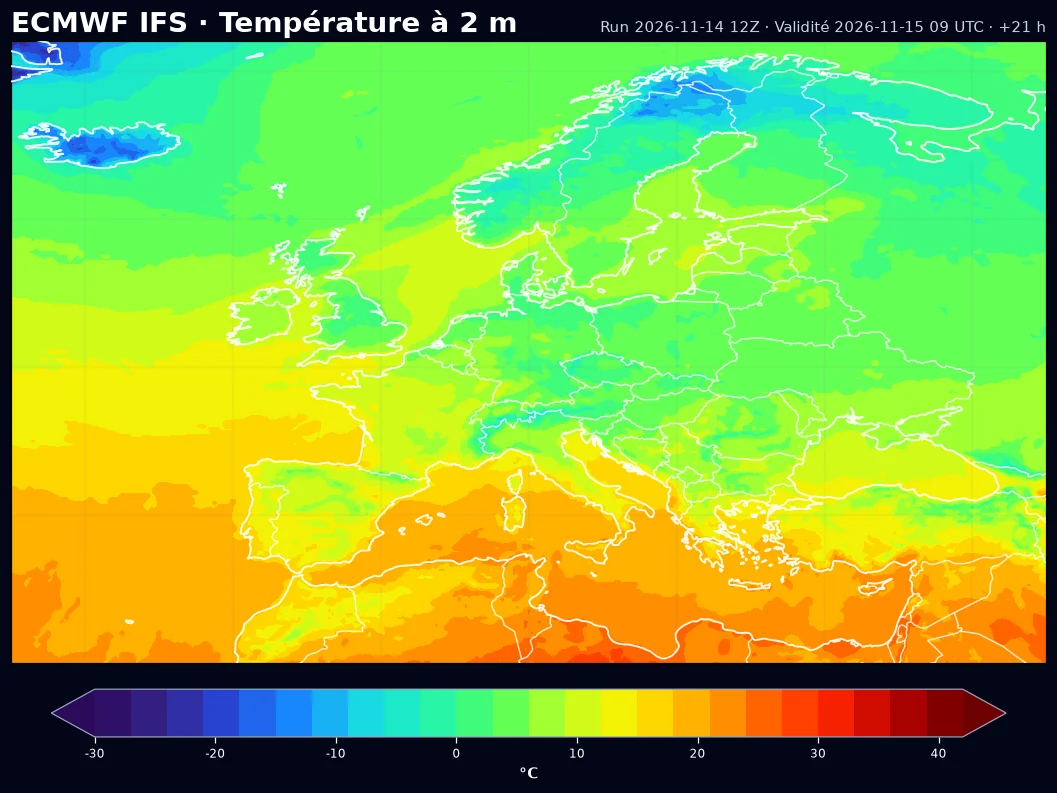 ECMWF IFS · Température à 2 m
Run 2026-11-14 12Z · Validité 2026-11-15 09 UTC · +21 h
-30 -20 -10 0 10 20 30 40
°C